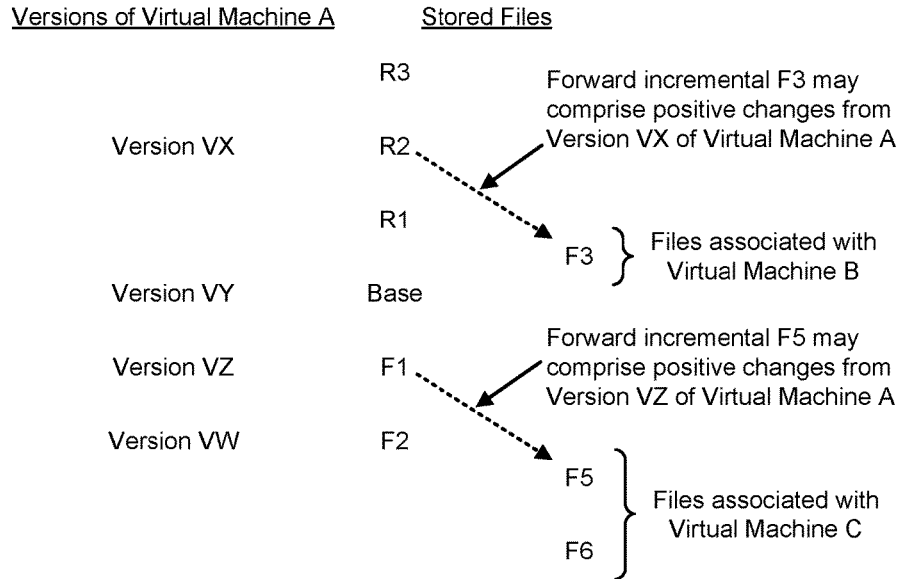 Versions of Virtual Machine A
Stored Files
R3
Forward incremental F3 may
comprise positive changes from
Version VX of Virtual Machine A
Version VX
R2
R1
F3
Files associated with
Virtual Machine B
Version VY
Base
Forward incremental F5 may
comprise positive changes from
Version VZ of Virtual Machine A
Version VZ
F1
Version VW
F2
F5
Files associated with
Virtual Machine C
F6